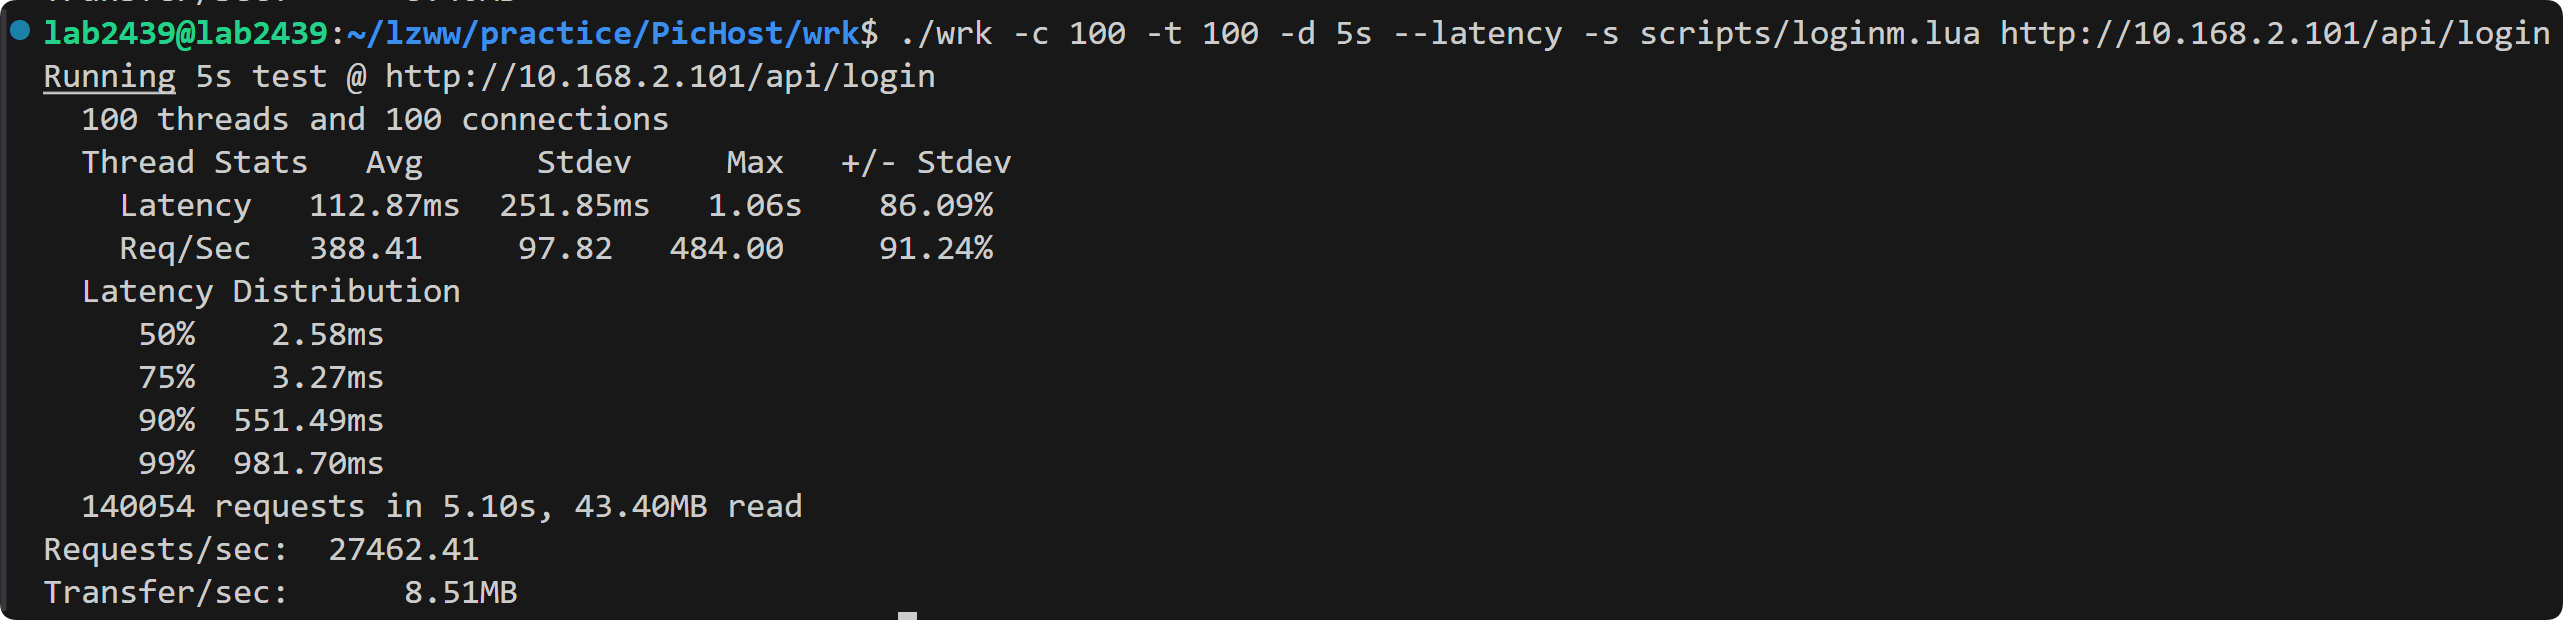 lab2439@lab2439:~/lzww/practice/PicHost/wrk$ ./wrk -c 100 -t 100 -d 5s --latency -s scripts/loginm.lua http://10.168.2.101/api/login
Running 5s test @ http://10.168.2.101/api/login
  100 threads and 100 connections
  Thread Stats   Avg      Stdev     Max   +/- Stdev
    Latency   112.87ms  251.85ms   1.06s    86.09%
    Req/Sec   388.41     97.82   484.00     91.24%
  Latency Distribution
     50%    2.58ms
     75%    3.27ms
     90%  551.49ms
     99%  981.70ms
  140054 requests in 5.10s, 43.40MB read
Requests/sec:  27462.41
Transfer/sec:      8.51MB